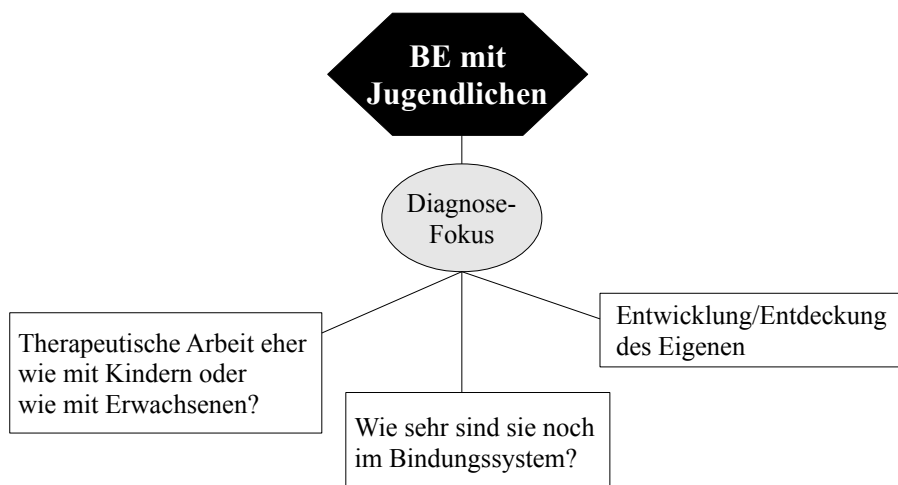 BE mit
Jugendlichen
Diagnose-
Fokus
Therapeutische Arbeit eher
wie mit Kindern oder
wie mit Erwachsenen?
Wie sehr sind sie noch
im Bindungssystem?
Entwicklung/Entdeckung
des Eigenen